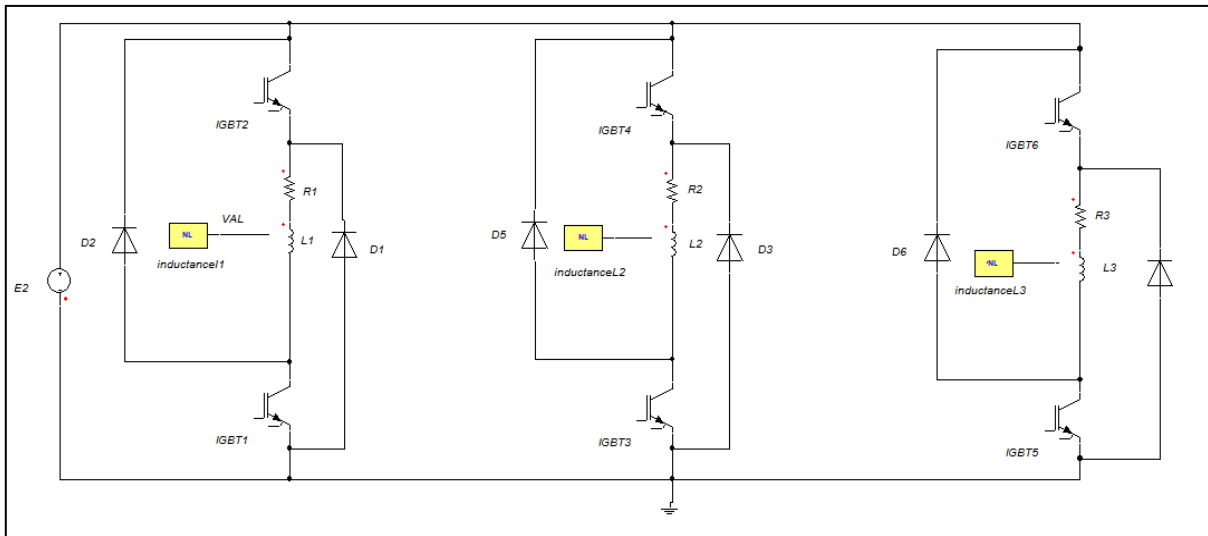 IGBT2
IGBT4
IGBT6
R1
R2
R3
VAL
NL
L1
D2
D1
inductancel1
D5
NL
L2
D3
inductanceL2
D6
NL
L3
inductanceL3
E2
IGBT1
IGBT3
IGBT5